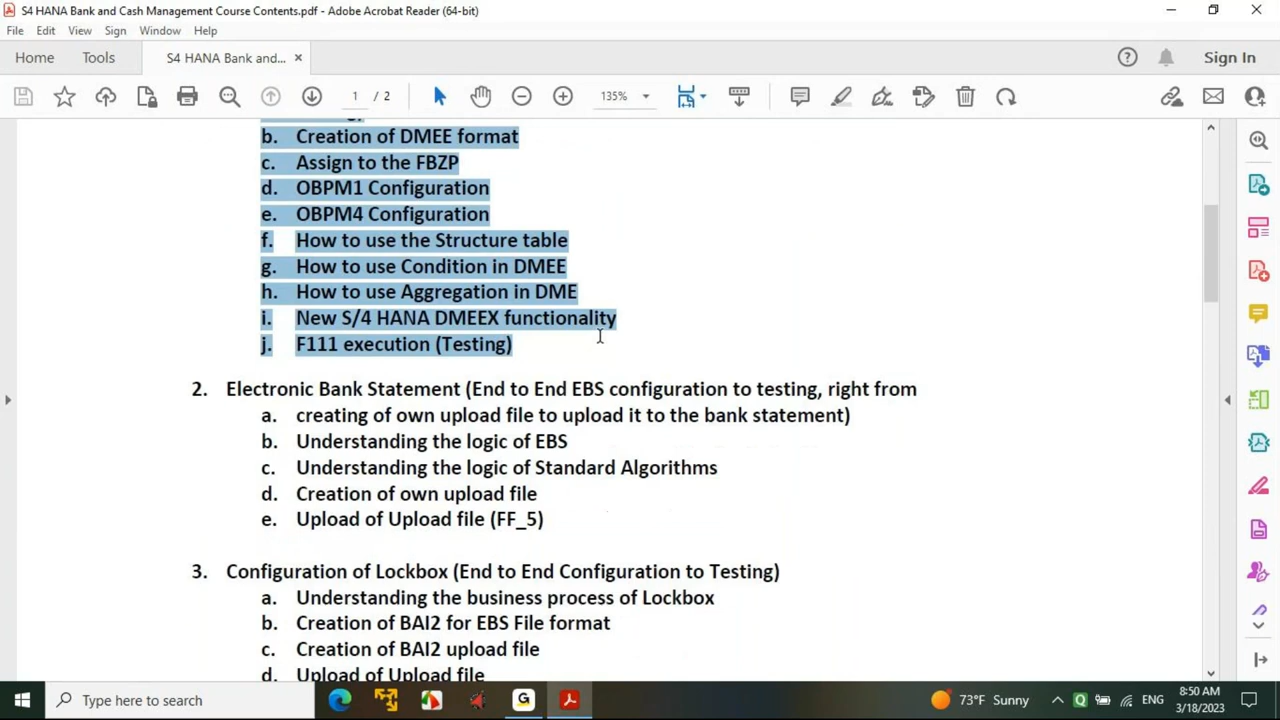 S4 HANA Bank and Cash Management Course Contents.pdf - Adobe Acrobat Reader (64-bit)
File Edit View Sign Window Help
Home Tools S4 HANA Bank and... × Sign In
1 / 2 135%
b. Creation of DMEE format
c. Assign to the FBZP
d. OBPM1 Configuration
e. OBPM4 Configuration
f. How to use the Structure table
g. How to use Condition in DMEE
h. How to use Aggregation in DME
i. New S/4 HANA DMEEX functionality
j. F111 execution (Testing)
2. Electronic Bank Statement (End to End EBS configuration to testing, right from
a. creating of own upload file to upload it to the bank statement)
b. Understanding the logic of EBS
c. Understanding the logic of Standard Algorithms
d. Creation of own upload file
e. Upload of Upload file (FF_5)
3. Configuration of Lockbox (End to End Configuration to Testing)
a. Understanding the business process of Lockbox
b. Creation of BAI2 for EBS File format
c. Creation of BAI2 upload file
d. Upload of Upload file
Type here to search
73°F Sunny ENG 8:50 AM
3/18/2023